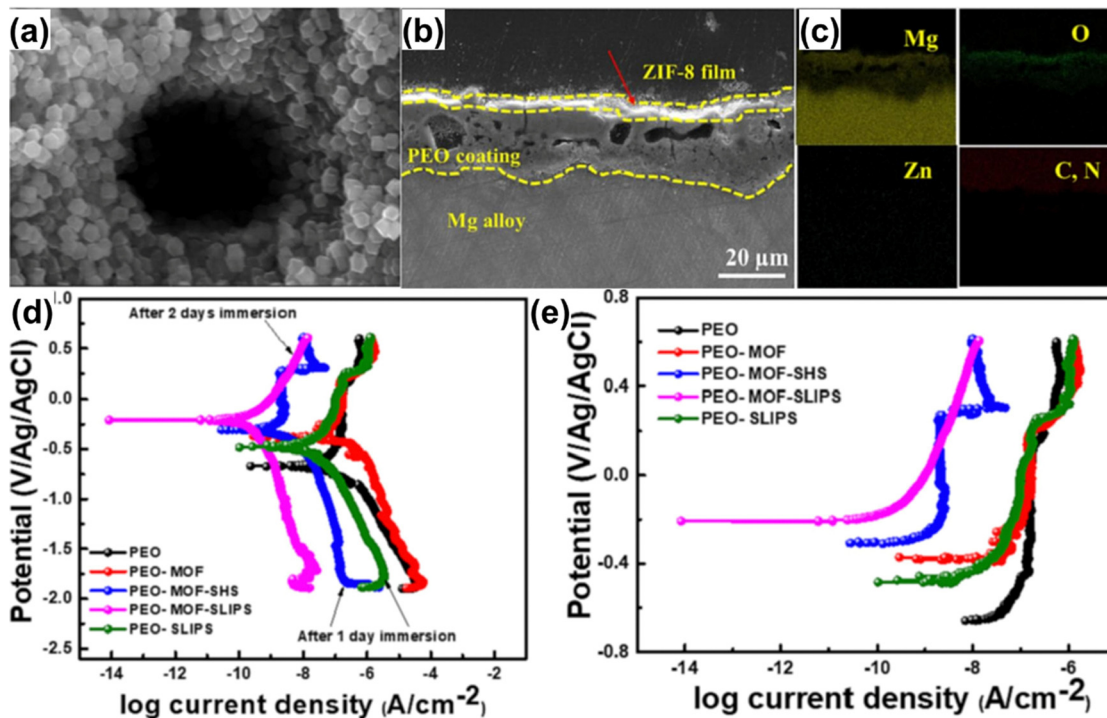 (a)
(b)
ZIF-8 film
PEO coating
Mg alloy
20 µm
(c)
Mg
O
Zn
C, N
(d)
After 2 days immersion
PEO
PEO- MOF
PEO- MOF-SHS
PEO- MOF-SLIPS
PEO- SLIPS
After 1 day immersion
Potential (V/Ag/AgCl)
0.5
0.0
-0.5
-1.0
-1.5
-2.0
-2.5
-14
-12
-10
-8
-6
-4
-2
log current density (A/cm⁻²)
(e)
PEO
PEO- MOF
PEO-MOF-SHS
PEO-MOF-SLIPS
PEO- SLIPS
Potential (V/Ag/AgCl)
0.8
0.4
0.0
-0.4
-0.8
-14
-12
-10
-8
-6
log current density (A/cm⁻²)